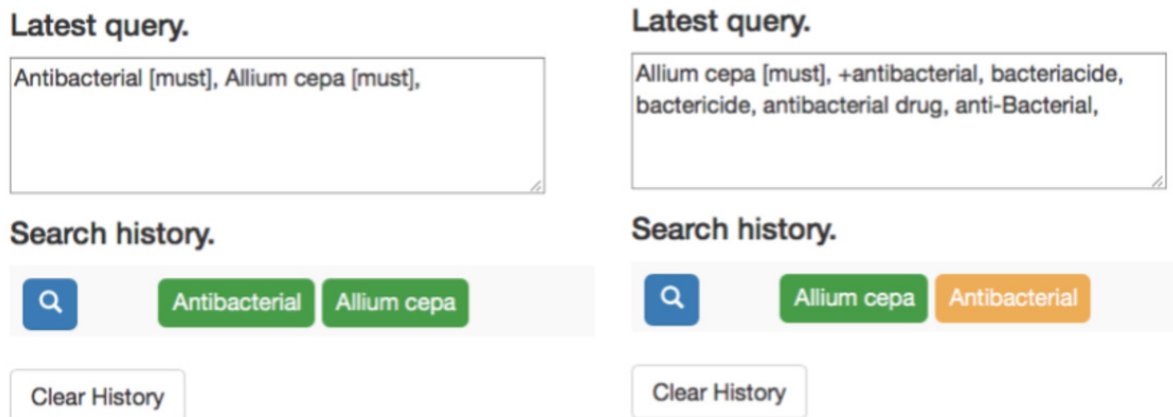 Latest query.
Antibacterial [must], Allium cepa [must],
Search history.
Antibacterial
Allium cepa
Clear History
Latest query.
Allium cepa [must], +antibacterial, bacteriacide,
bactericide, antibacterial drug, anti-Bacterial,
Search history.
Allium cepa
Antibacterial
Clear History